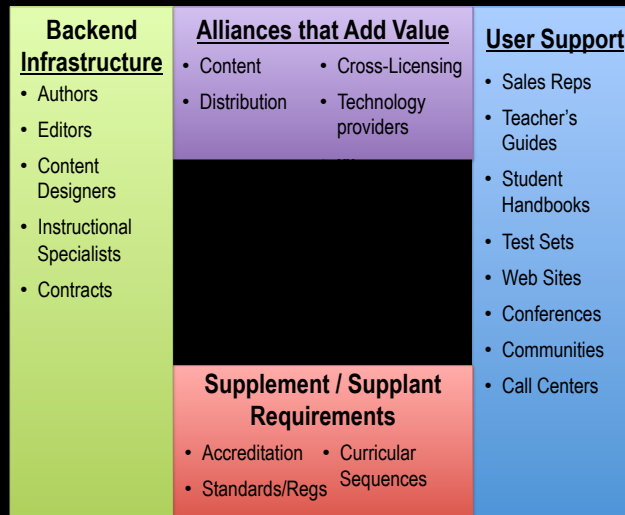 Backend
Infrastructure
• Authors
• Editors
• Content
Designers
• Instructional
Specialists
• Contracts
Alliances that Add Value
• Content
• Distribution
• Cross-Licensing
• Technology
providers
User Support
• Sales Reps
• Teacher's
Guides
• Student
Handbooks
• Test Sets
• Web Sites
• Conferences
• Communities
• Call Centers
Supplement / Supplant
Requirements
• Accreditation
• Standards/Regs
• Curricular
Sequences